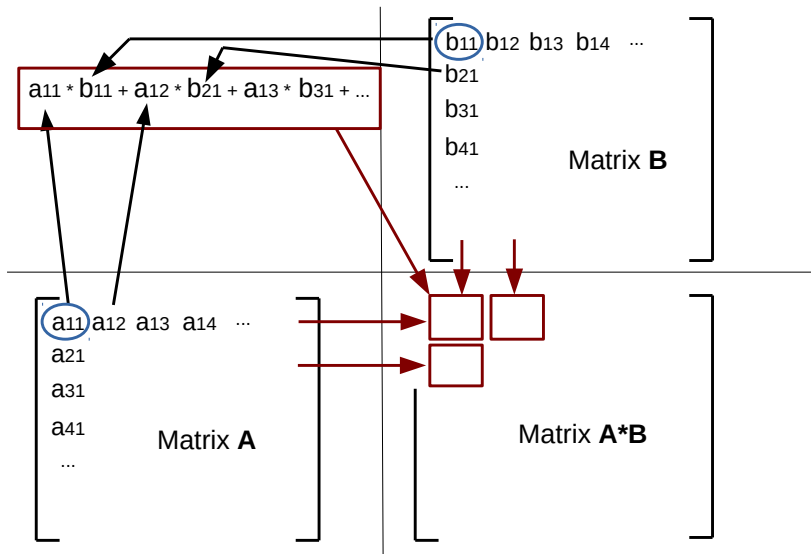 b11 b12 b13 b14 ...
a11 * b11 + a12 * b21 + a13 * b31 + ...
b21
b31
b41
...
Matrix B
a11 a12 a13 a14 ...
a21
a31
a41
...
Matrix A
Matrix A*B